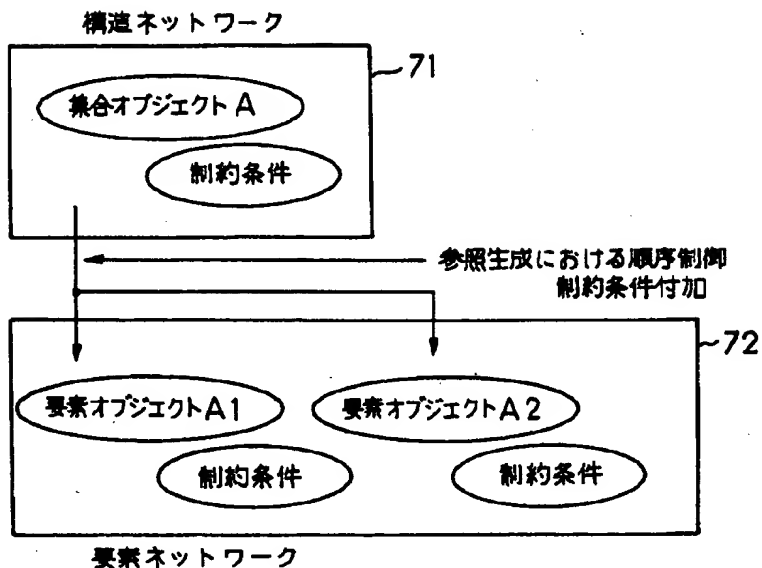 構造ネットワーク
71
集合オブジェクトA
制約条件
参照生成における順序制御
制約条件付加
72
要素オブジェクトA1
要素オブジェクトA2
制約条件
制約条件
要素ネットワーク